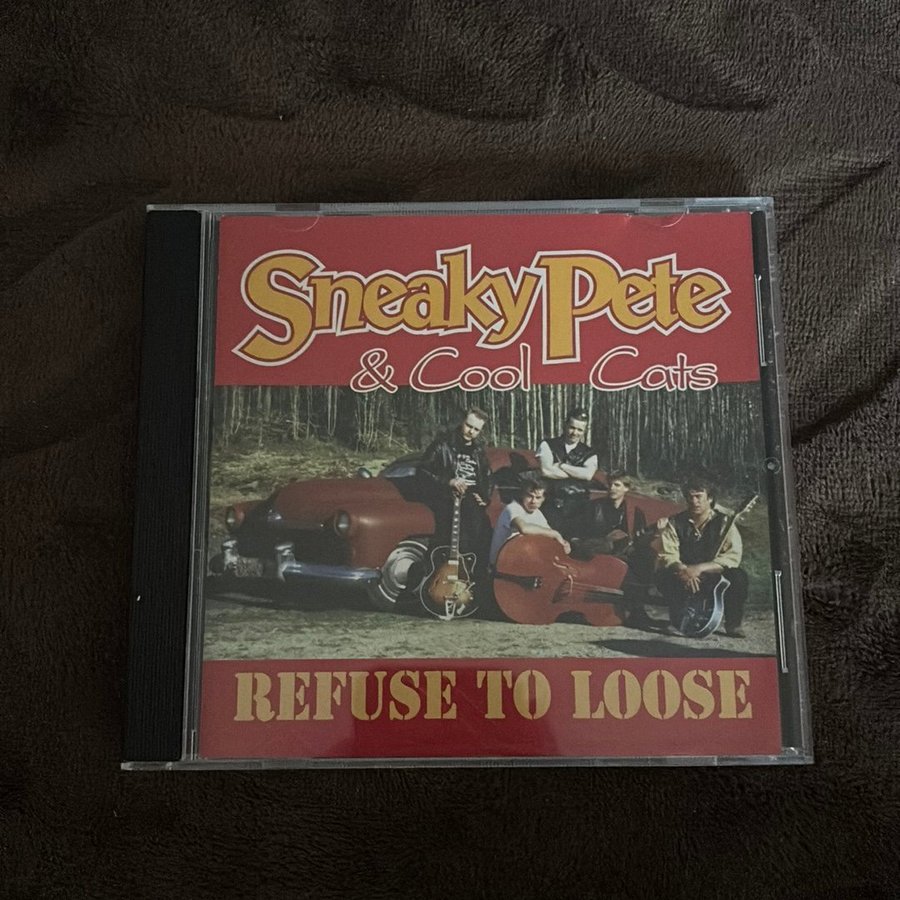 Sneaky Pete
& Cool Cats
REFUSE TO LOOSE